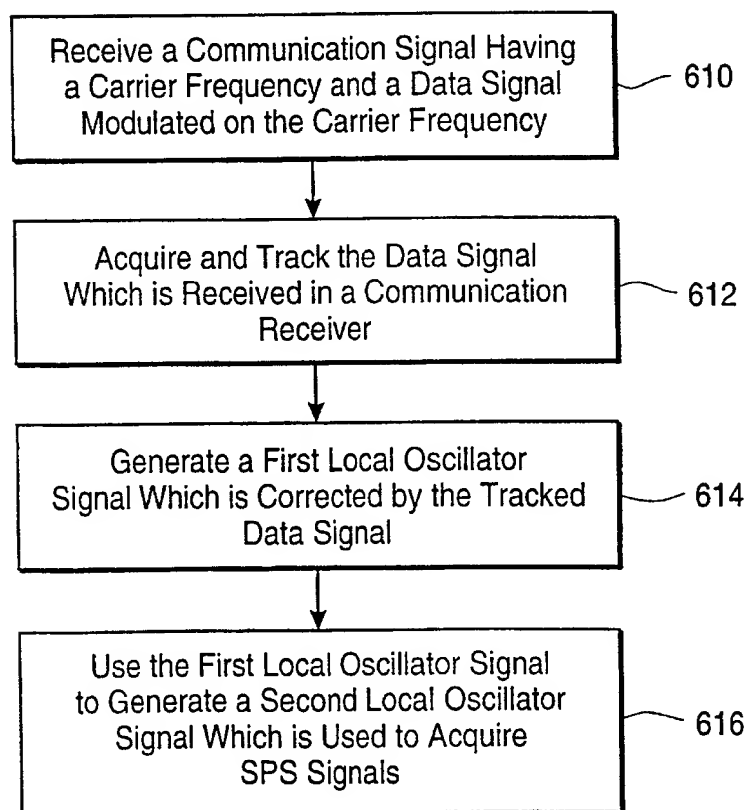 Receive a Communication Signal Having
a Carrier Frequency and a Data Signal
Modulated on the Carrier Frequency
610
Acquire and Track the Data Signal
Which is Received in a Communication
Receiver
612
Generate a First Local Oscillator
Signal Which is Corrected by the Tracked
Data Signal
614
Use the First Local Oscillator Signal
to Generate a Second Local Oscillator
Signal Which is Used to Acquire
SPS Signals
616